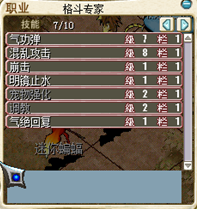 职业 格斗专家
技能 7/10
气功弹 级 7 栏 1
混乱攻击 级 8 栏 1
崩击 级 1 栏 1
明镜止水 级 1 栏 1
宠物强化 级 2 栏 1
调教 级 2 栏 1
气绝回复 级 1 栏 1
迷你蝙蝠